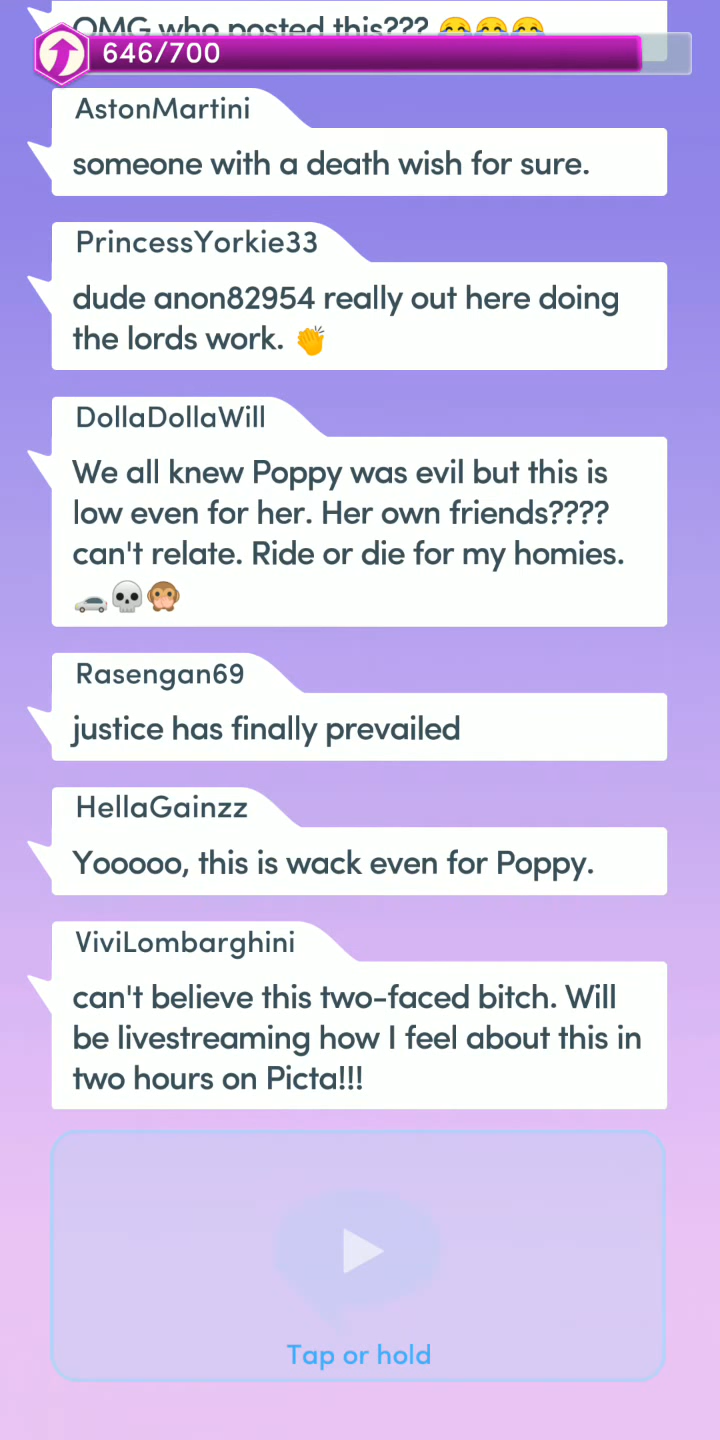 OMG who posted this??? 😊😊😊
646/700
AstonMartini
someone with a death wish for sure.
PrincessYorkie33
dude anon82954 really out here doing
the lords work. 👏
DollaDollaWill
We all knew Poppy was evil but this is
low even for her. Her own friends????
can't relate. Ride or die for my homies.
🚗💀🙊
Rasengan69
justice has finally prevailed
HellaGainzz
Yooooo, this is wack even for Poppy.
ViviLombarghini
can't believe this two-faced bitch. Will
be livestreaming how I feel about this in
two hours on Picta!!!
Tap or hold